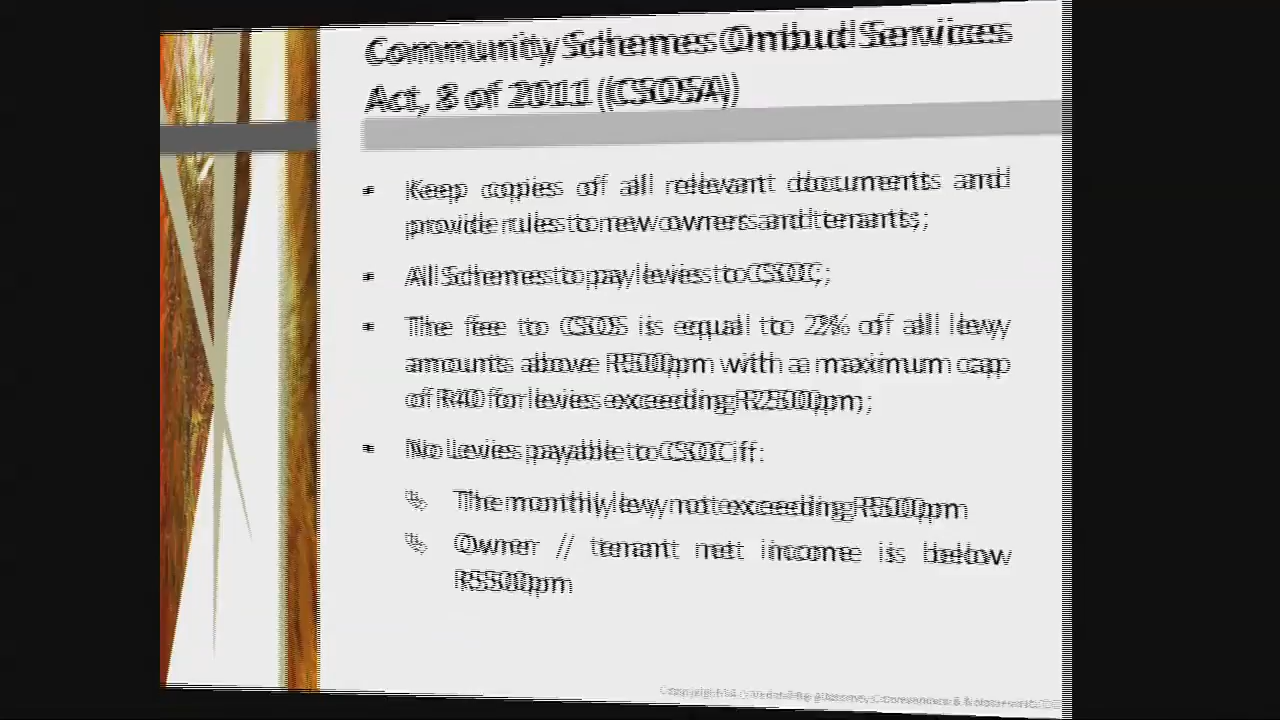 Community Schemes Ombud Services
Act, 8 of 2011 (CSOSA)
Keep copies of all relevant documents and
provide rules to new owners and tenants;
All Schemes to pay levies to CSOC;
The fee to CSOS is equal to 2% of all levy
amounts above R500pm with a maximum cap
of R40 for levies exceeding R2500pm;
No Levies payable to CSOC if:
The monthly levy not exceeding R500pm
Owner / tenant net income is below
R5500pm